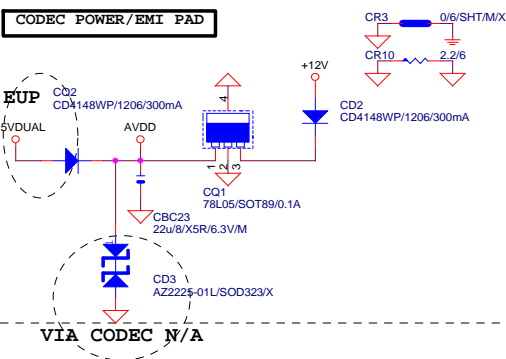 CODEC POWER/EMI PAD
CR3
0/6/SHT/M/X
CR10
2.2/6
+12V
EUP
CQ2
CD4148WP/1206/300mA
4
CD2
CD4148WP/1206/300mA
5VDUAL
AVDD
1
2
3
CQ1
78L05/SOT89/0.1A
CBC23
22u/8/X5R/6.3V/M
CD3
AZ2225-01L/SOD323/X
VIA CODEC N/A